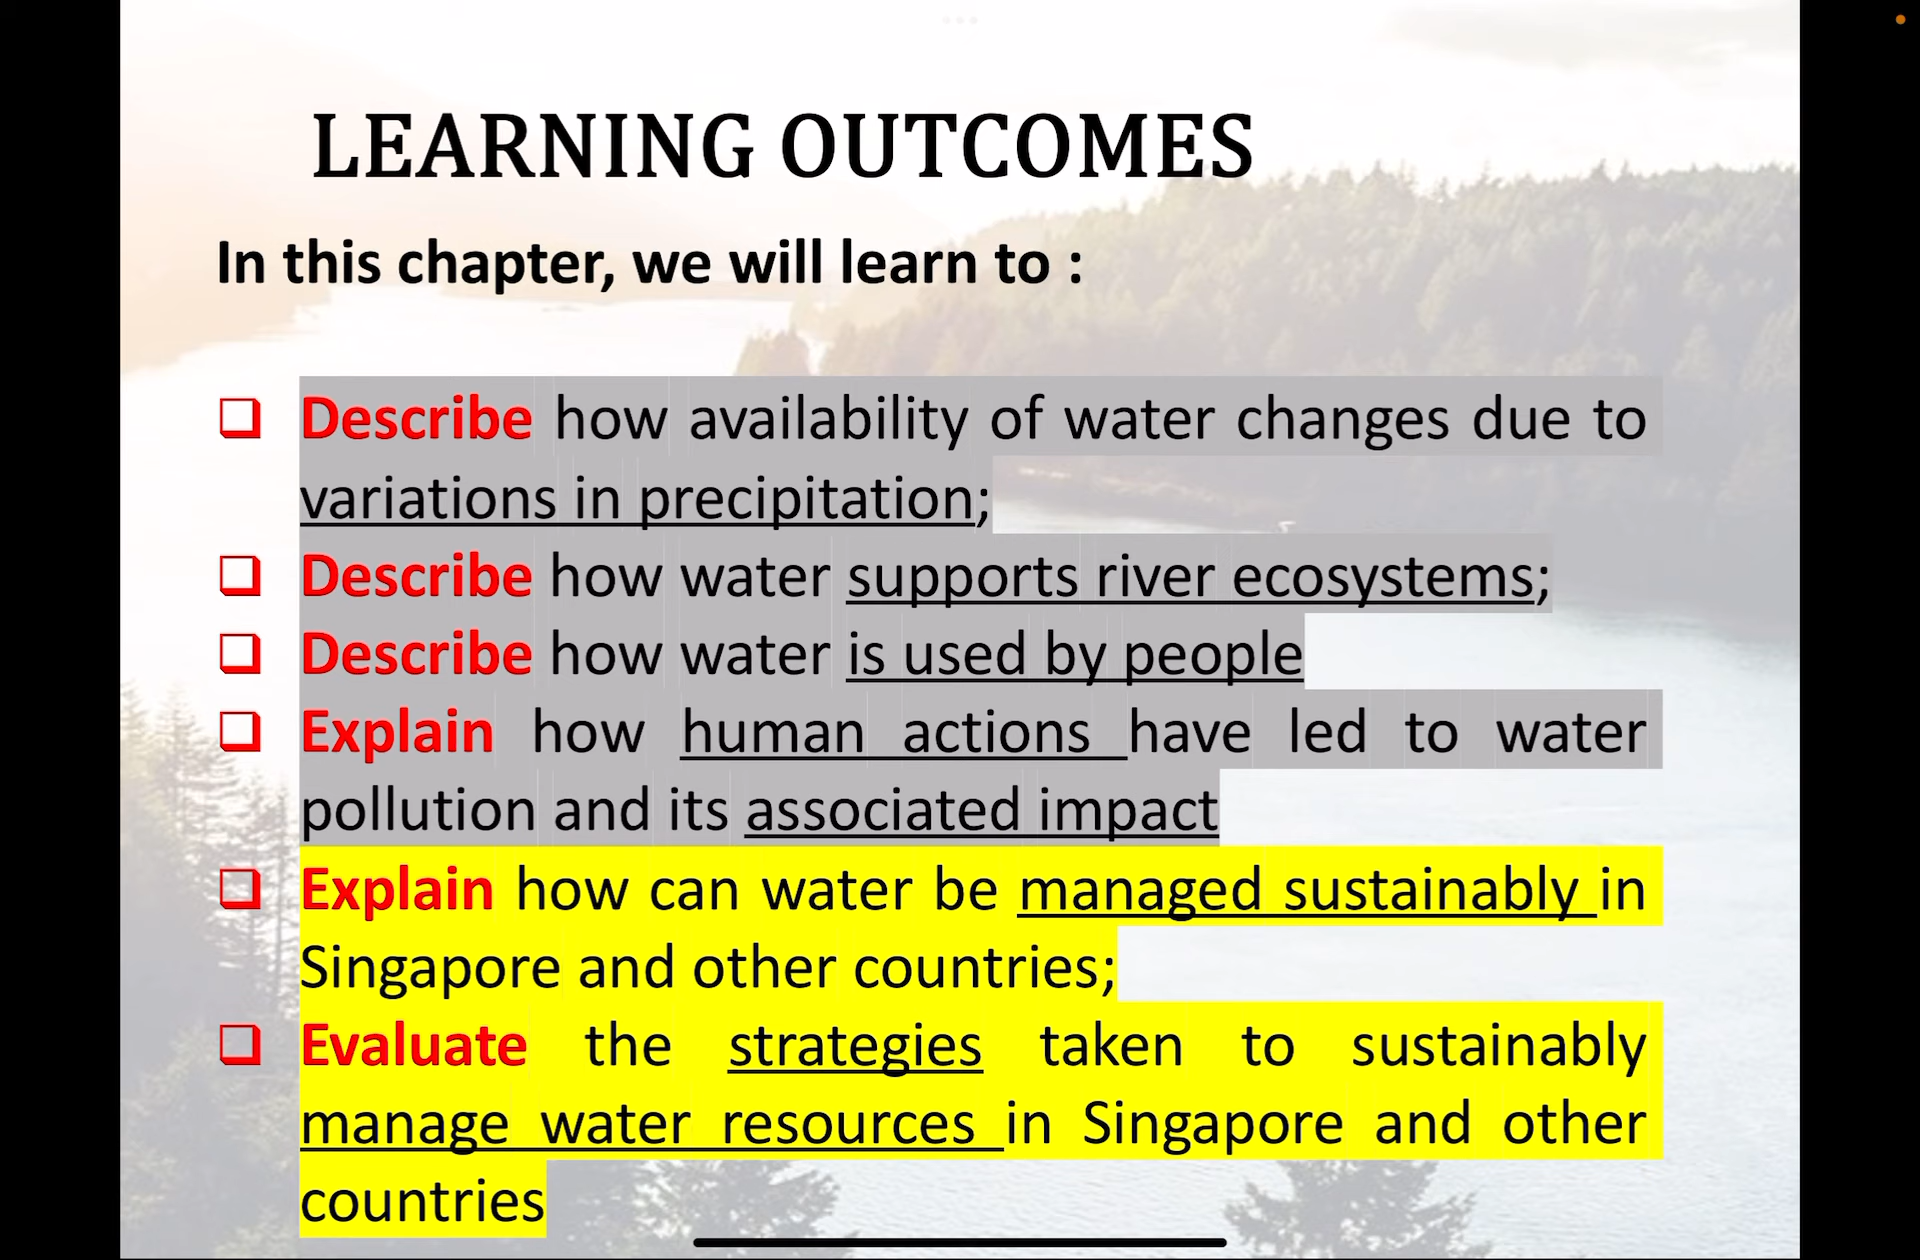 LEARNING OUTCOMES
In this chapter, we will learn to :
Describe how availability of water changes due to
variations in precipitation;
Describe how water supports river ecosystems;
Describe how water is used by people
Explain how human actions have led to water
pollution and its associated impact
Explain how can water be managed sustainably in
Singapore and other countries;
Evaluate the strategies taken to sustainably
manage water resources in Singapore and other
countries